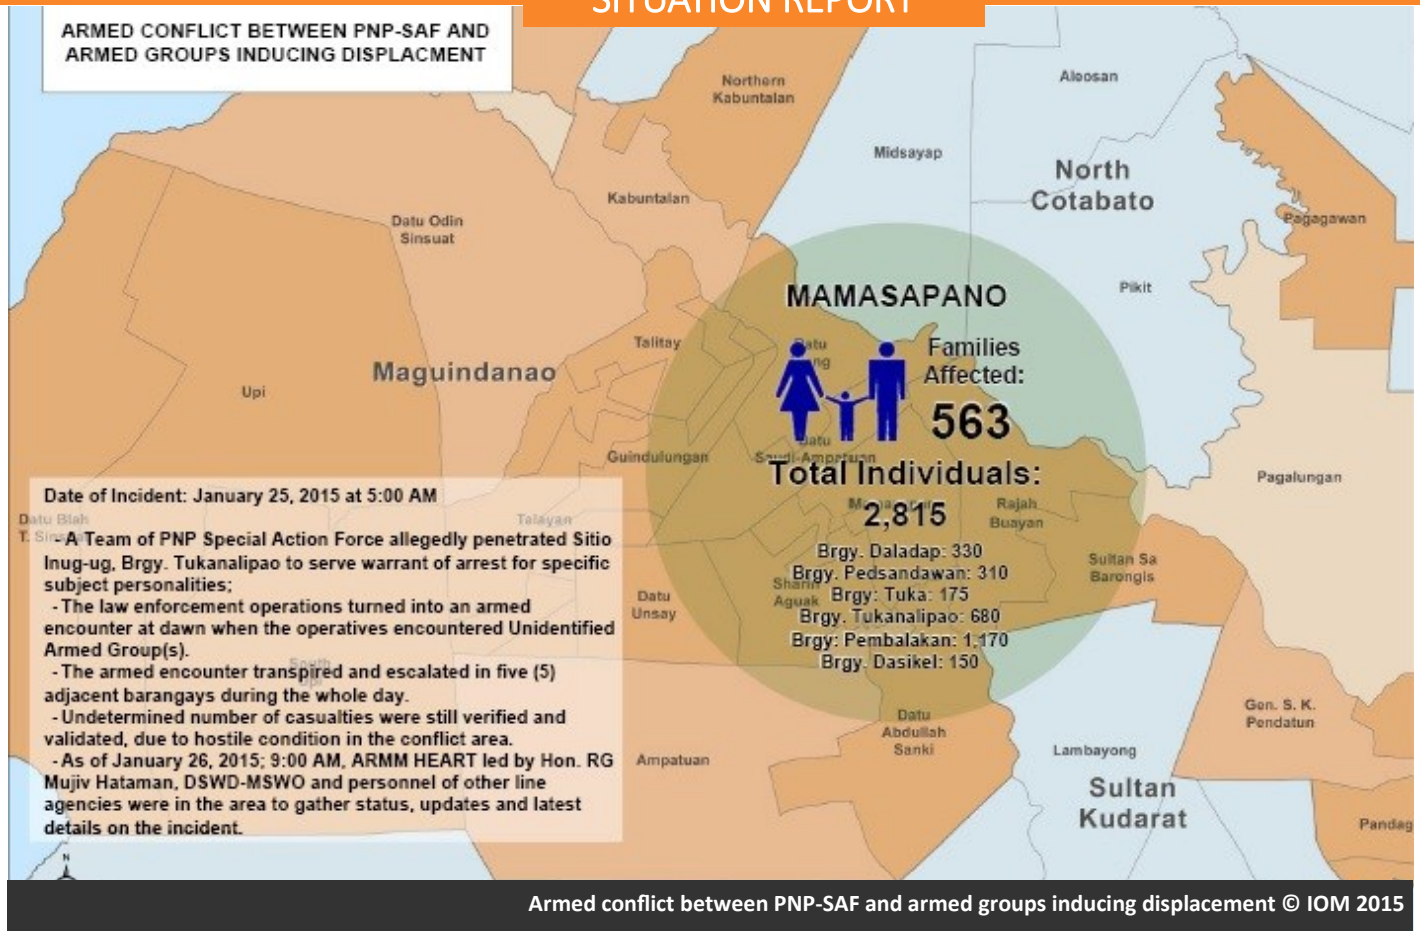 SITUATION REPORT
ARMED CONFLICT BETWEEN PNP-SAF AND
ARMED GROUPS INDUCING DISPLACMENT
Northern
Kabuntalan
Aleosan
Midsayap
North
Cotabato
Kabuntalan
Datu Odin
Sinsuat
Pagagawan
Pikit
MAMASAPANO
Families
Affected:
563
Total Individuals:
2,815
Brgy. Daladap: 330
Brgy. Pedsandawan: 310
Brgy: Tuka: 175
Brgy. Tukanalipao: 680
Brgy: Pembalakan: 1,170
Brgy. Dasikel: 150
Talitay
Datu
Maguindanao
Upi
Datu
Saudi-Ampatuan
Guindulungan
Pagalungan
Rajah
Buayan
Talayan
Datu Blah
Sultan Sa
Barongis
Shariff
Aguak
Datu
Unsay
Date of Incident: January 25, 2015 at 5:00 AM
- A Team of PNP Special Action Force allegedly penetrated Sitio
Inug-ug, Brgy. Tukanalipao to serve warrant of arrest for specific
subject personalities;
- The law enforcement operations turned into an armed
encounter at dawn when the operatives encountered Unidentified
Armed Group(s).
- The armed encounter transpired and escalated in five (5)
adjacent barangays during the whole day.
- Undetermined number of casualties were still verified and
validated, due to hostile condition in the conflict area.
- As of January 26, 2015; 9:00 AM, ARMM HEART led by Hon. RG
Mujiv Hataman, DSWD-MSWO and personnel of other line
agencies were in the area to gather status, updates and latest
details on the incident.
Datu
Abdullah
Sanki
Gen. S. K.
Pendatun
Ampatuan
Lambayong
Sultan
Kudarat
Pandag
N
Armed conflict between PNP-SAF and armed groups inducing displacement © IOM 2015